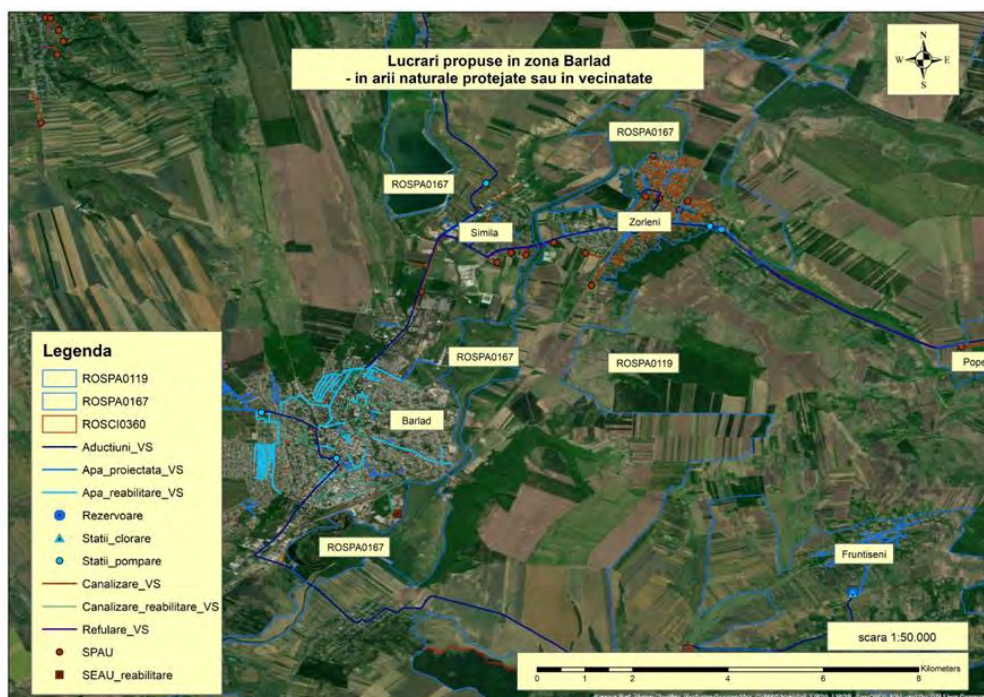 Lucrari propuse in zona Barlad
- in arii naturale protejate sau in vecinatate
N
W E
S
ROSPA0167
ROSPA0167
Simila
Zorleni
ROSPA0167
ROSPA0119
Pope
Barlad
ROSPA0167
Fruntiseni
Legenda
ROSPA0119
ROSPA0167
ROSCI0360
Aductiuni_VS
Apa_proiectata_VS
Apa_reabilitare_VS
Rezervoare
Statii_clorare
Statii_pompare
Canalizare_VS
Canalizare_reabilitare_VS
Refulare_VS
SPAU
SEAU_reabilitare
scara 1:50.000
Kilometers
0 1 2 4 6 8